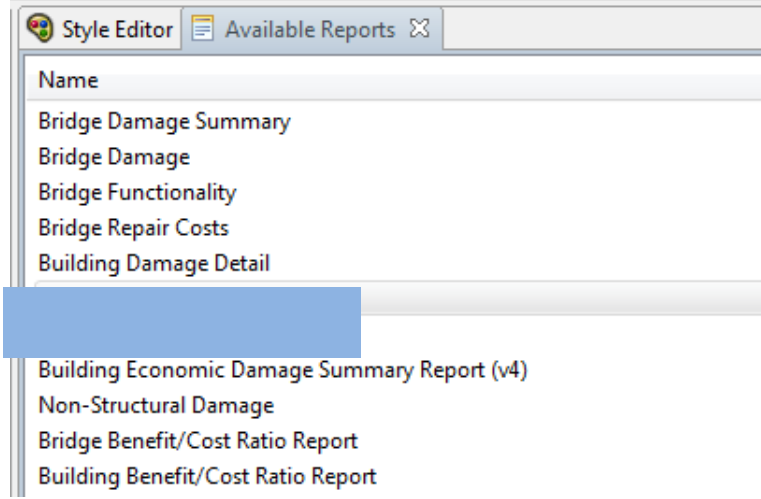 Style Editor Available Reports
Name
Bridge Damage Summary
Bridge Damage
Bridge Functionality
Bridge Repair Costs
Building Damage Detail
Building Economic Damage Summary Report (v4)
Non-Structural Damage
Bridge Benefit/Cost Ratio Report
Building Benefit/Cost Ratio Report